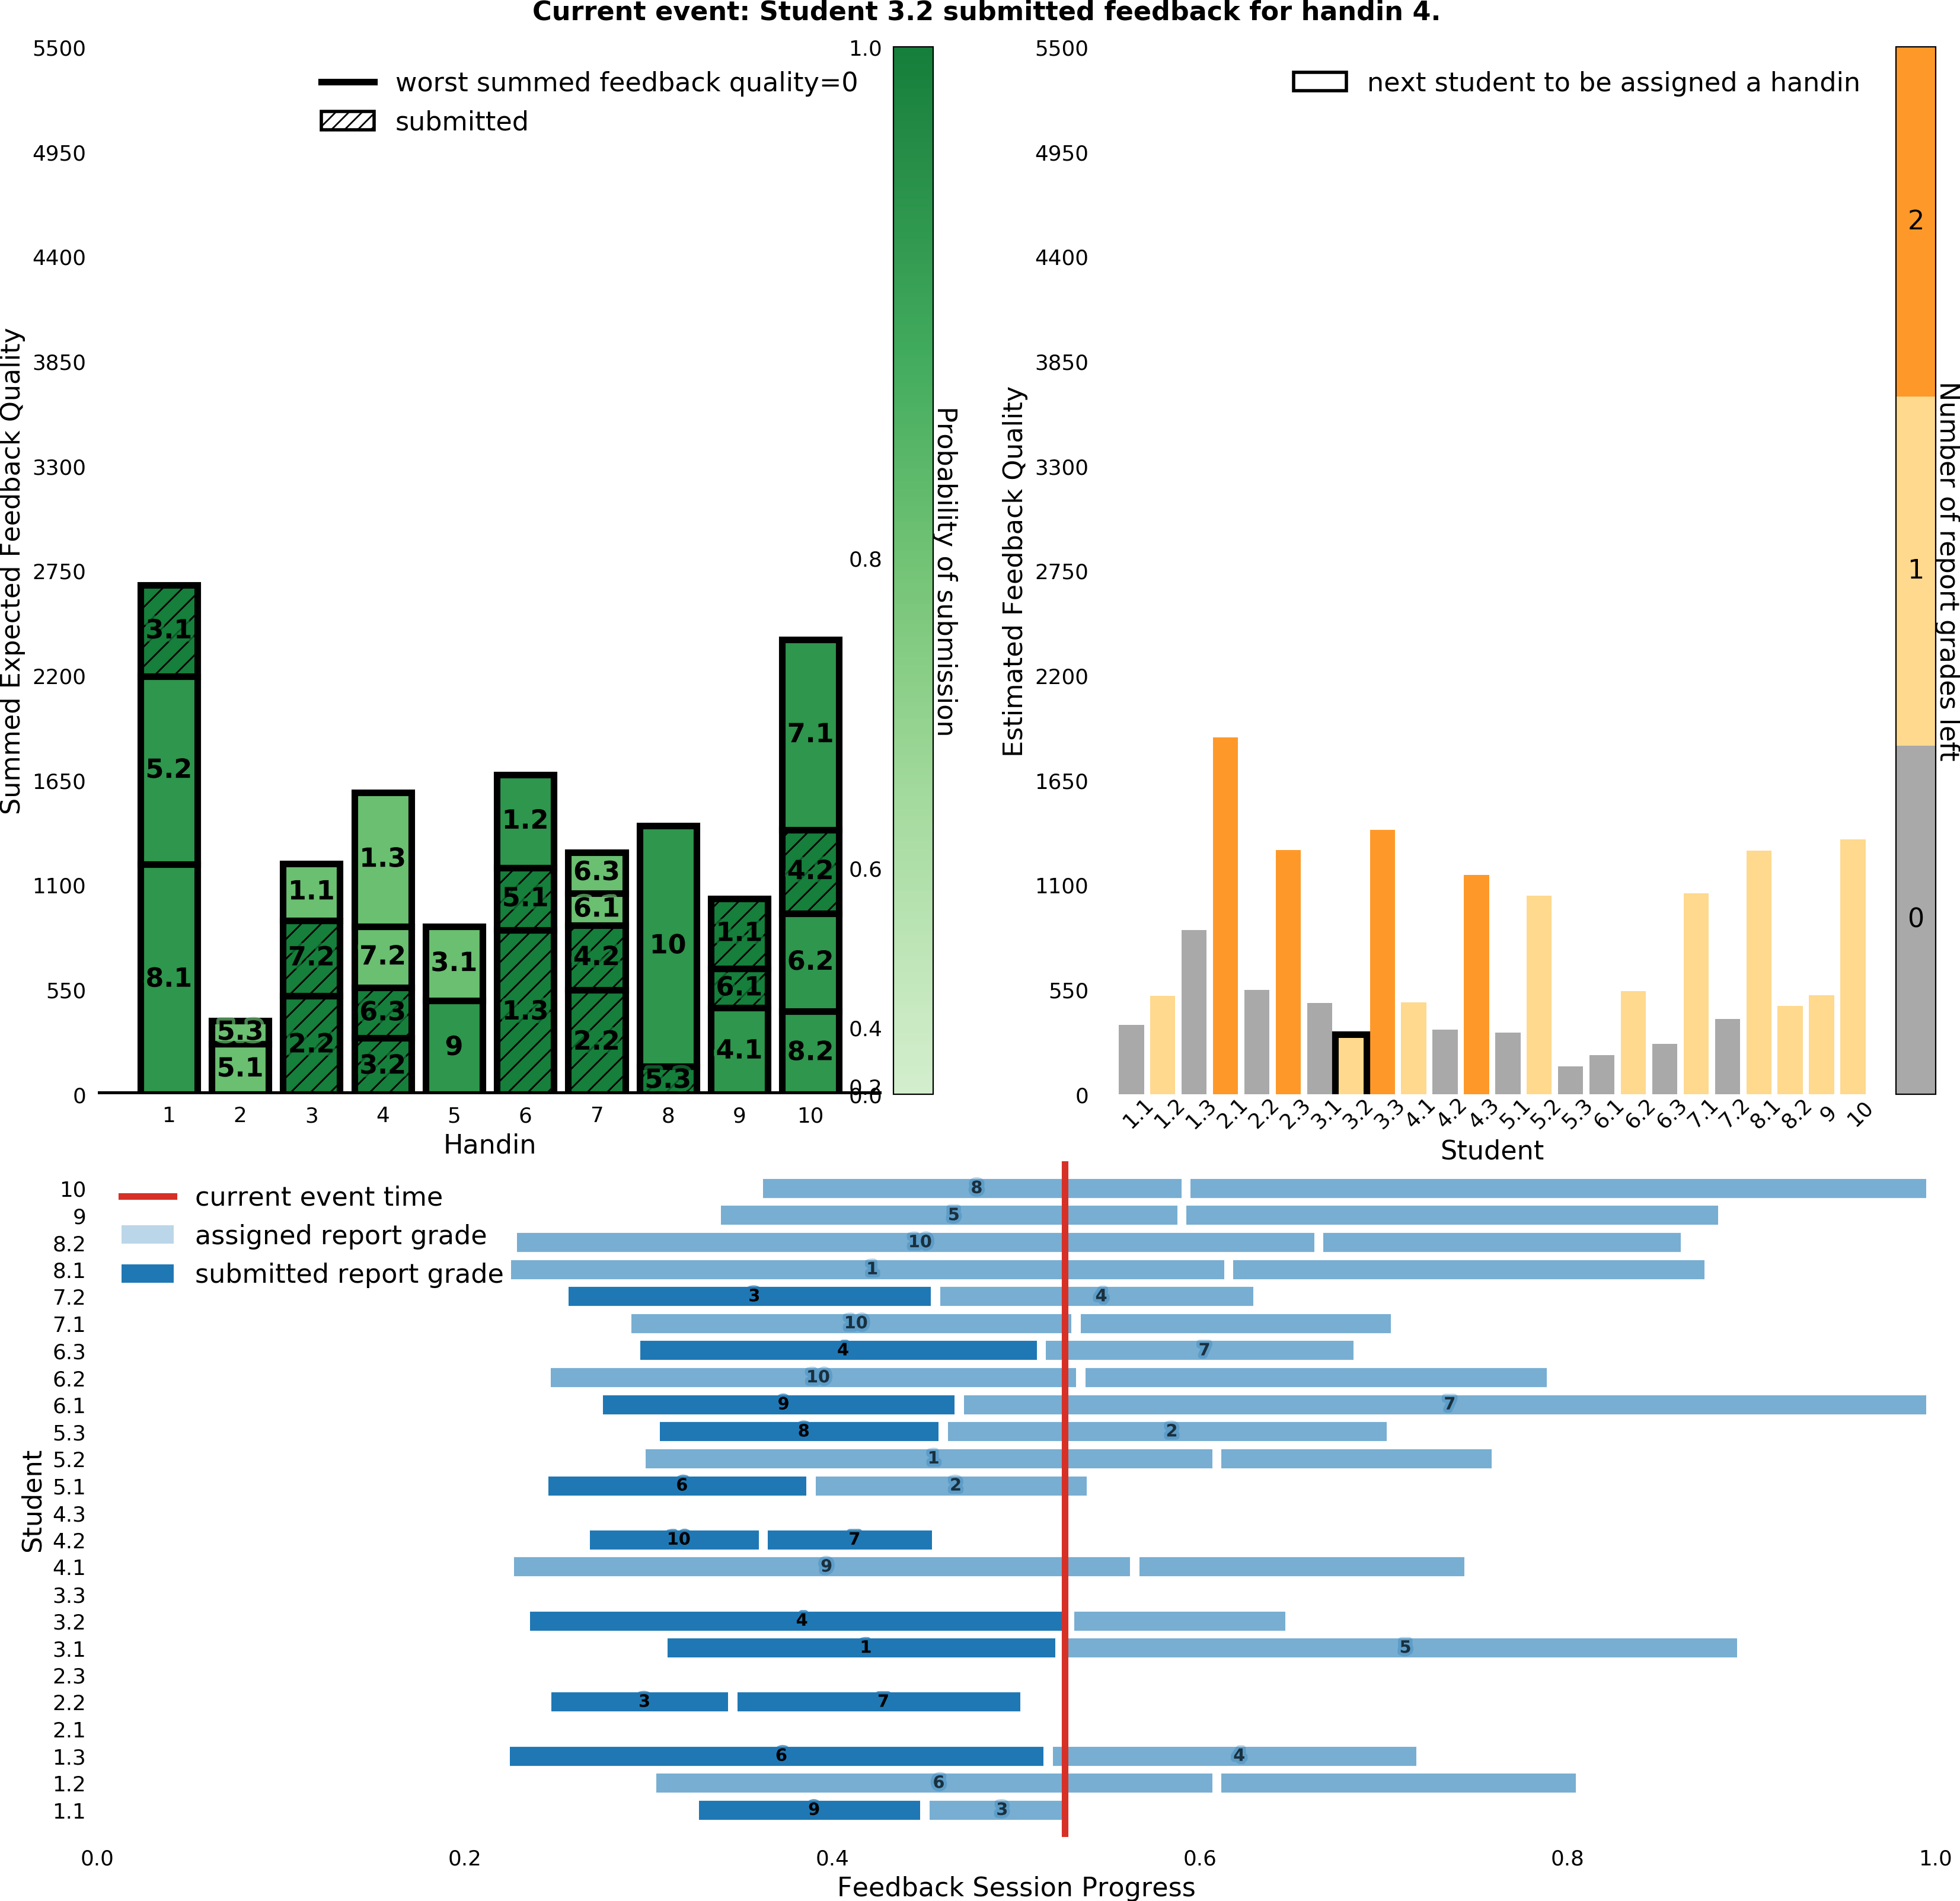 Current event: Student 3.2 submitted feedback for handin 4.
Summed Expected Feedback Quality
5500
4950
4400
3850
3300
2750
2200
1650
1100
550
0
worst summed feedback quality=0
submitted
3.1
5.2
8.1
5.3
5.1
1.1
7.2
2.2
1.3
7.2
6.3
3.2
3.1
9
1.2
5.1
1.3
6.3
6.1
4.2
2.2
10
5.3
1.1
6.1
4.1
7.1
4.2
6.2
8.2
1 2 3 4 5 6 7 8 9 10
Handin
1.0
0.8
0.6
0.4
0.2
0.0
Probability of submission
Estimated Feedback Quality
5500
4950
4400
3850
3300
2750
2200
1650
1100
550
0
next student to be assigned a handin
1.1 1.2 1.3 2.1 2.2 2.3 3.1 3.2 3.3 4.1 4.2 4.3 5.1 5.2 5.3 6.1 6.2 6.3 7.1 7.2 8.1 8.2 9 10
Student
2
1
0
Number of report grades left
current event time
assigned report grade
submitted report grade
Student
10 8
9 5
8.2 10
8.1 1
7.2 3 4
7.1 10
6.3 4 7
6.2 10
6.1 9 7
5.3 8 2
5.2 1
5.1 6 2
4.3
4.2 10 7
4.1 9
3.3
3.2 4
3.1 1 5
2.3
2.2 3 7
2.1
1.3 6 4
1.2 6
1.1 9 3
0.0 0.2 0.4 0.6 0.8 1.0
Feedback Session Progress